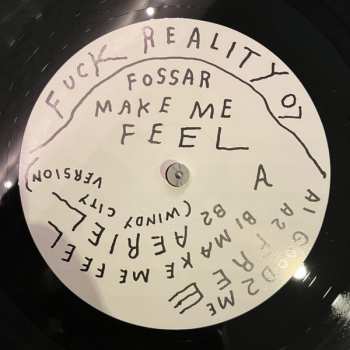 FUCK REALITY 07
FOSSAR
MAKE ME
FEEL
A
A1 GOOD 2 ME
A2 FREE
B1 MAKE ME FEEL
B2 AERIEL
(WINDY CITY
VERSION)